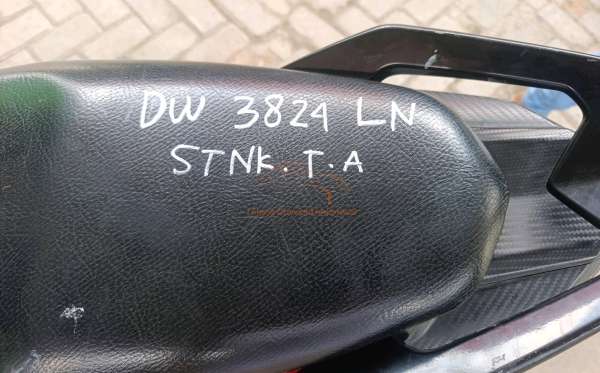 DW 3824 LN
STNK. T. A